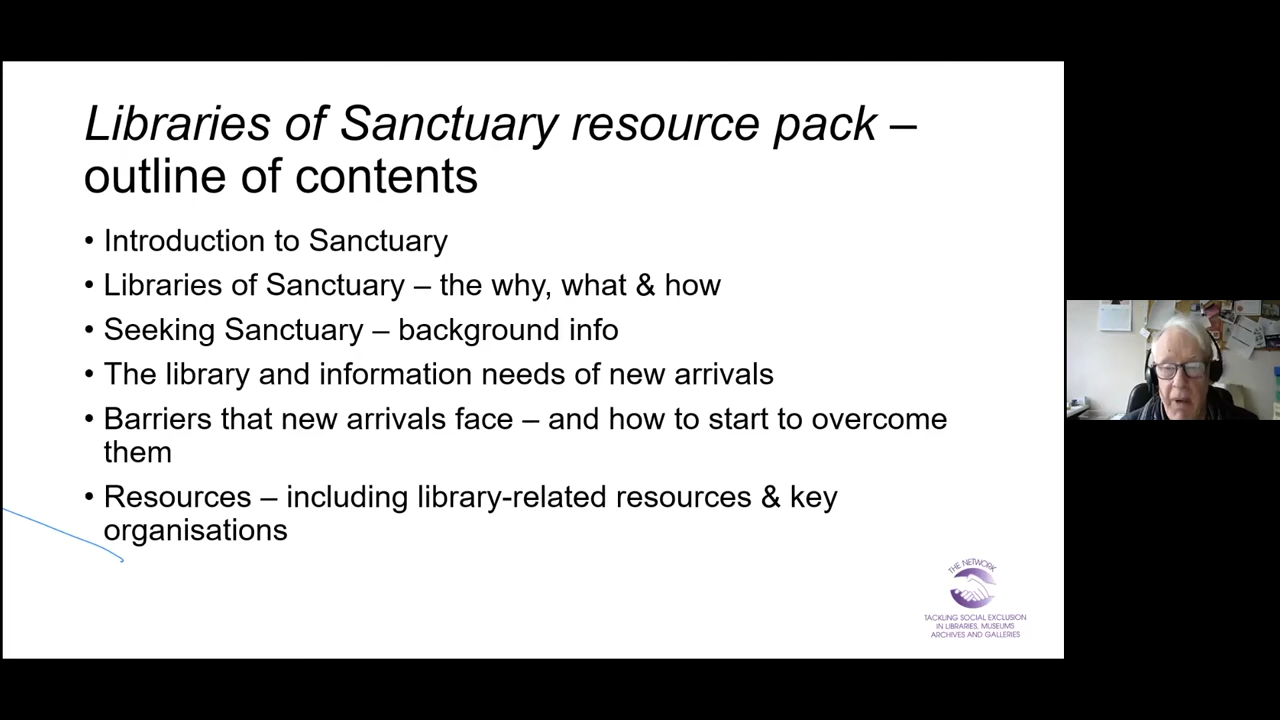 Libraries of Sanctuary resource pack –
outline of contents
• Introduction to Sanctuary
• Libraries of Sanctuary – the why, what & how
• Seeking Sanctuary – background info
• The library and information needs of new arrivals
• Barriers that new arrivals face – and how to start to overcome
them
• Resources – including library-related resources & key
organisations
THE NETWORK
TACKLING SOCIAL EXCLUSION
IN LIBRARIES, MUSEUMS
ARCHIVES AND GALLERIES